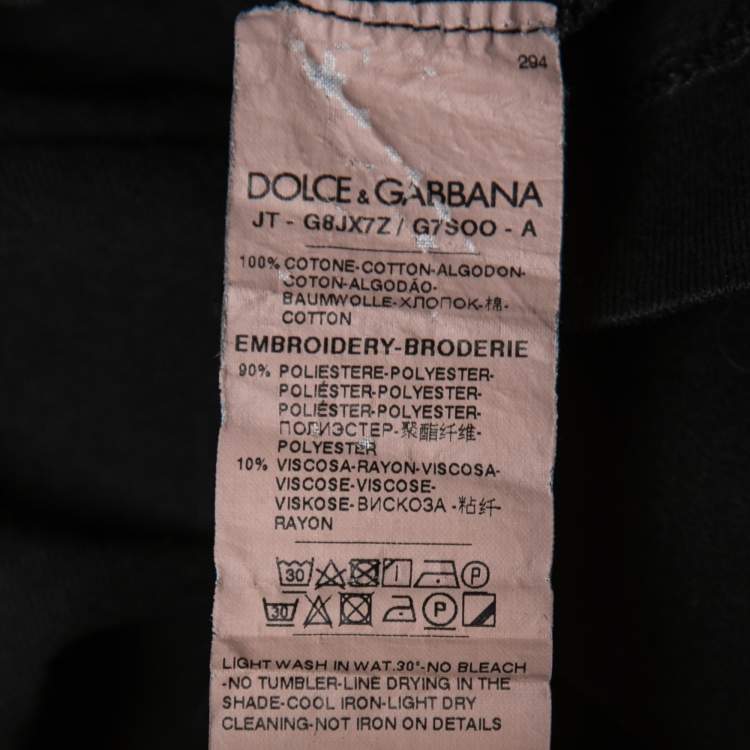 294
DOLCE & GABBANA
JT - G8JX7Z / G7SOO - A
100% COTONE-COTTON-ALGODON-
COTON-ALGODÃO-
BAUMWOLLE-ХЛОПОК-棉-
COTTON
EMBROIDERY-BRODERIE
90% POLIESTERE-POLYESTER-
POLIÉSTER-POLYESTER-
POLIÉSTER-POLYESTER-
ПОЛИЭСТЕР-聚酯纤维-
POLYESTER
10% VISCOSA-RAYON-VISCOSA-
VISCOSE-VISCOSE-
VISKOSE-ВИСКОЗА -粘纤-
RAYON
30 P
30 P
LIGHT WASH IN WAT.30°-NO BLEACH
-NO TUMBLER-LINE DRYING IN THE
SHADE-COOL IRON-LIGHT DRY
CLEANING-NOT IRON ON DETAILS